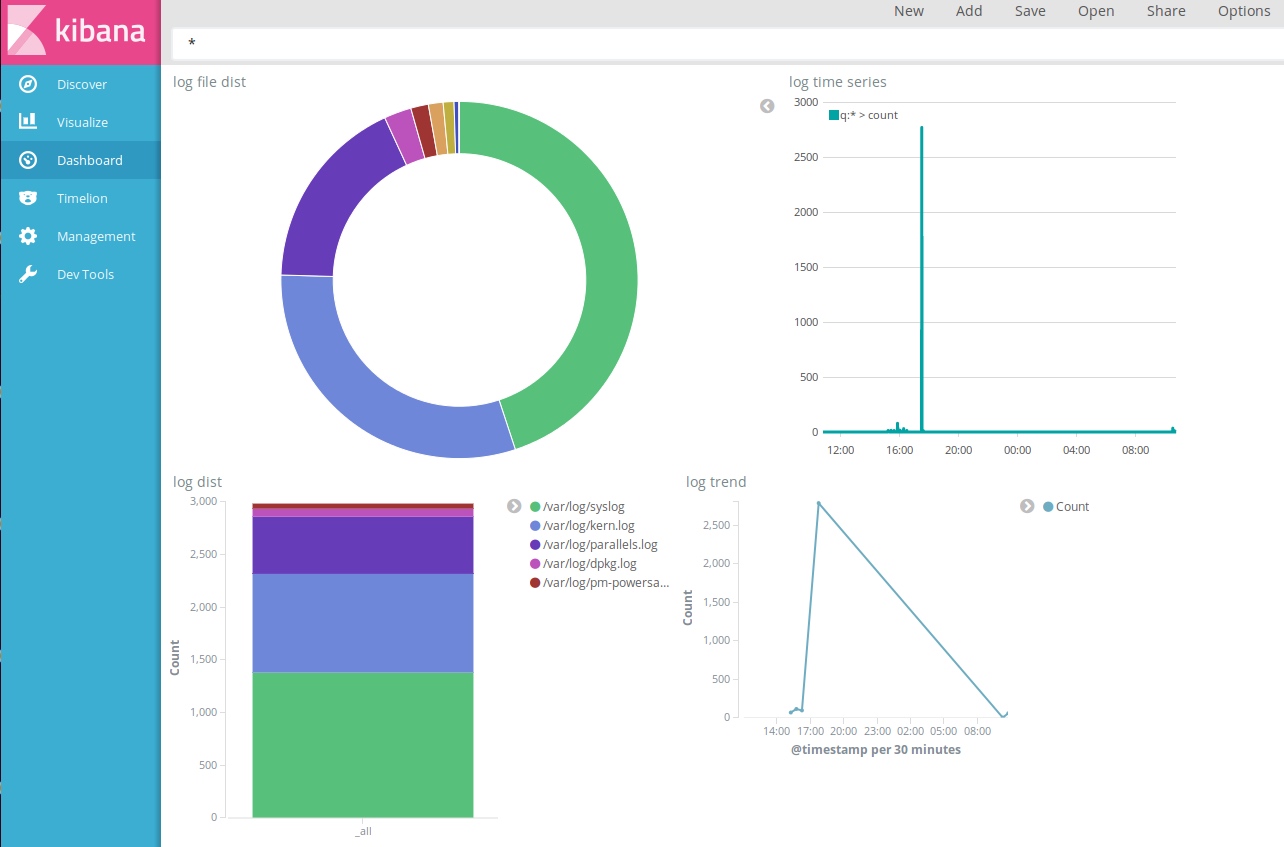 kibana
New Add Save Open Share Options
*
Discover
Visualize
Dashboard
Timelion
Management
Dev Tools
log file dist
log time series
q:* > count
3000
2500
2000
1500
1000
500
0
12:00 16:00 20:00 00:00 04:00 08:00
log dist
Count
3,000
2,500
2,000
1,500
1,000
500
0
_all
/var/log/syslog
/var/log/kern.log
/var/log/parallels.log
/var/log/dpkg.log
/var/log/pm-powersa...
log trend
Count
2,500
2,000
1,500
1,000
500
0
14:00 17:00 20:00 23:00 02:00 05:00 08:00
@timestamp per 30 minutes
Count